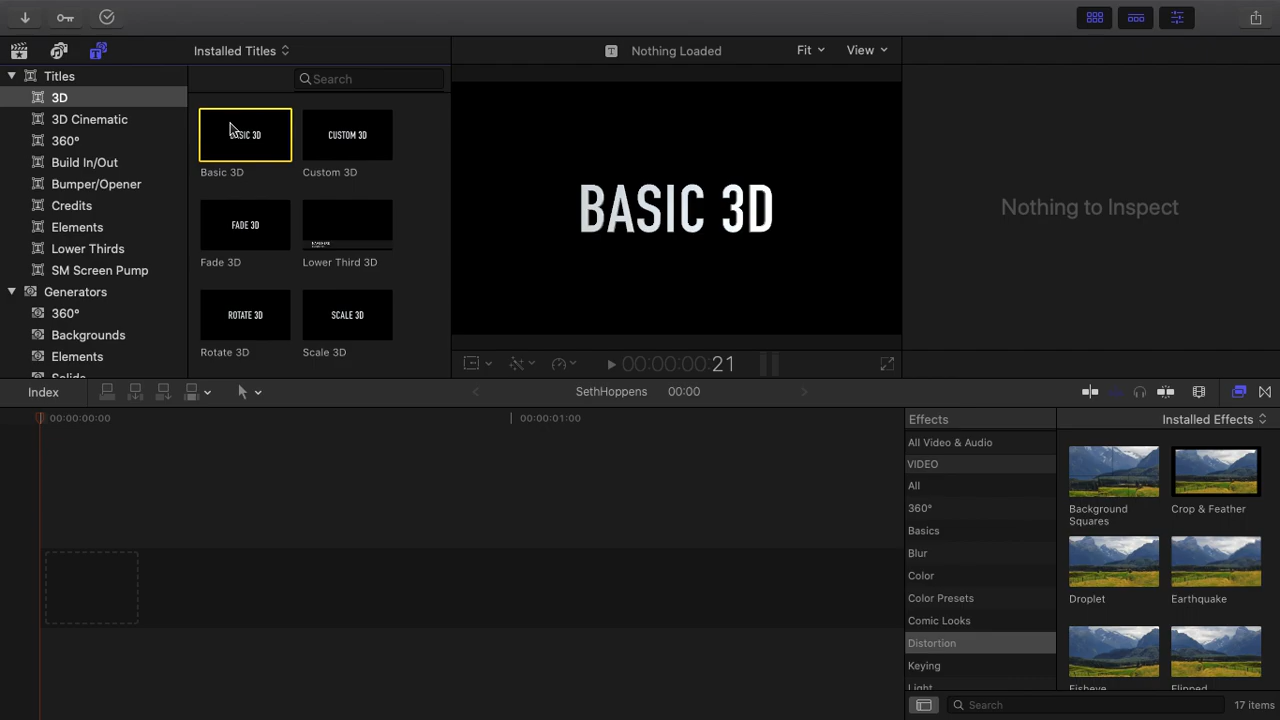 Installed Titles
Nothing Loaded
Fit
View
Titles
3D
3D Cinematic
360°
Build In/Out
Bumper/Opener
Credits
Elements
Lower Thirds
SM Screen Pump
Generators
360°
Backgrounds
Elements
Solids
Search
BASIC 3D
Basic 3D
CUSTOM 3D
Custom 3D
FADE 3D
Fade 3D
Lower Third 3D
ROTATE 3D
Rotate 3D
SCALE 3D
Scale 3D
BASIC 3D
00:00:00:21
Nothing to Inspect
Index
SethHoppens 00:00
00:00:00:00
00:00:01:00
Effects
Installed Effects
All Video & Audio
VIDEO
All
360°
Basics
Blur
Color
Color Presets
Comic Looks
Distortion
Keying
Light
Background
Squares
Crop & Feather
Droplet
Earthquake
Fisheye
Flipped
Search
17 items